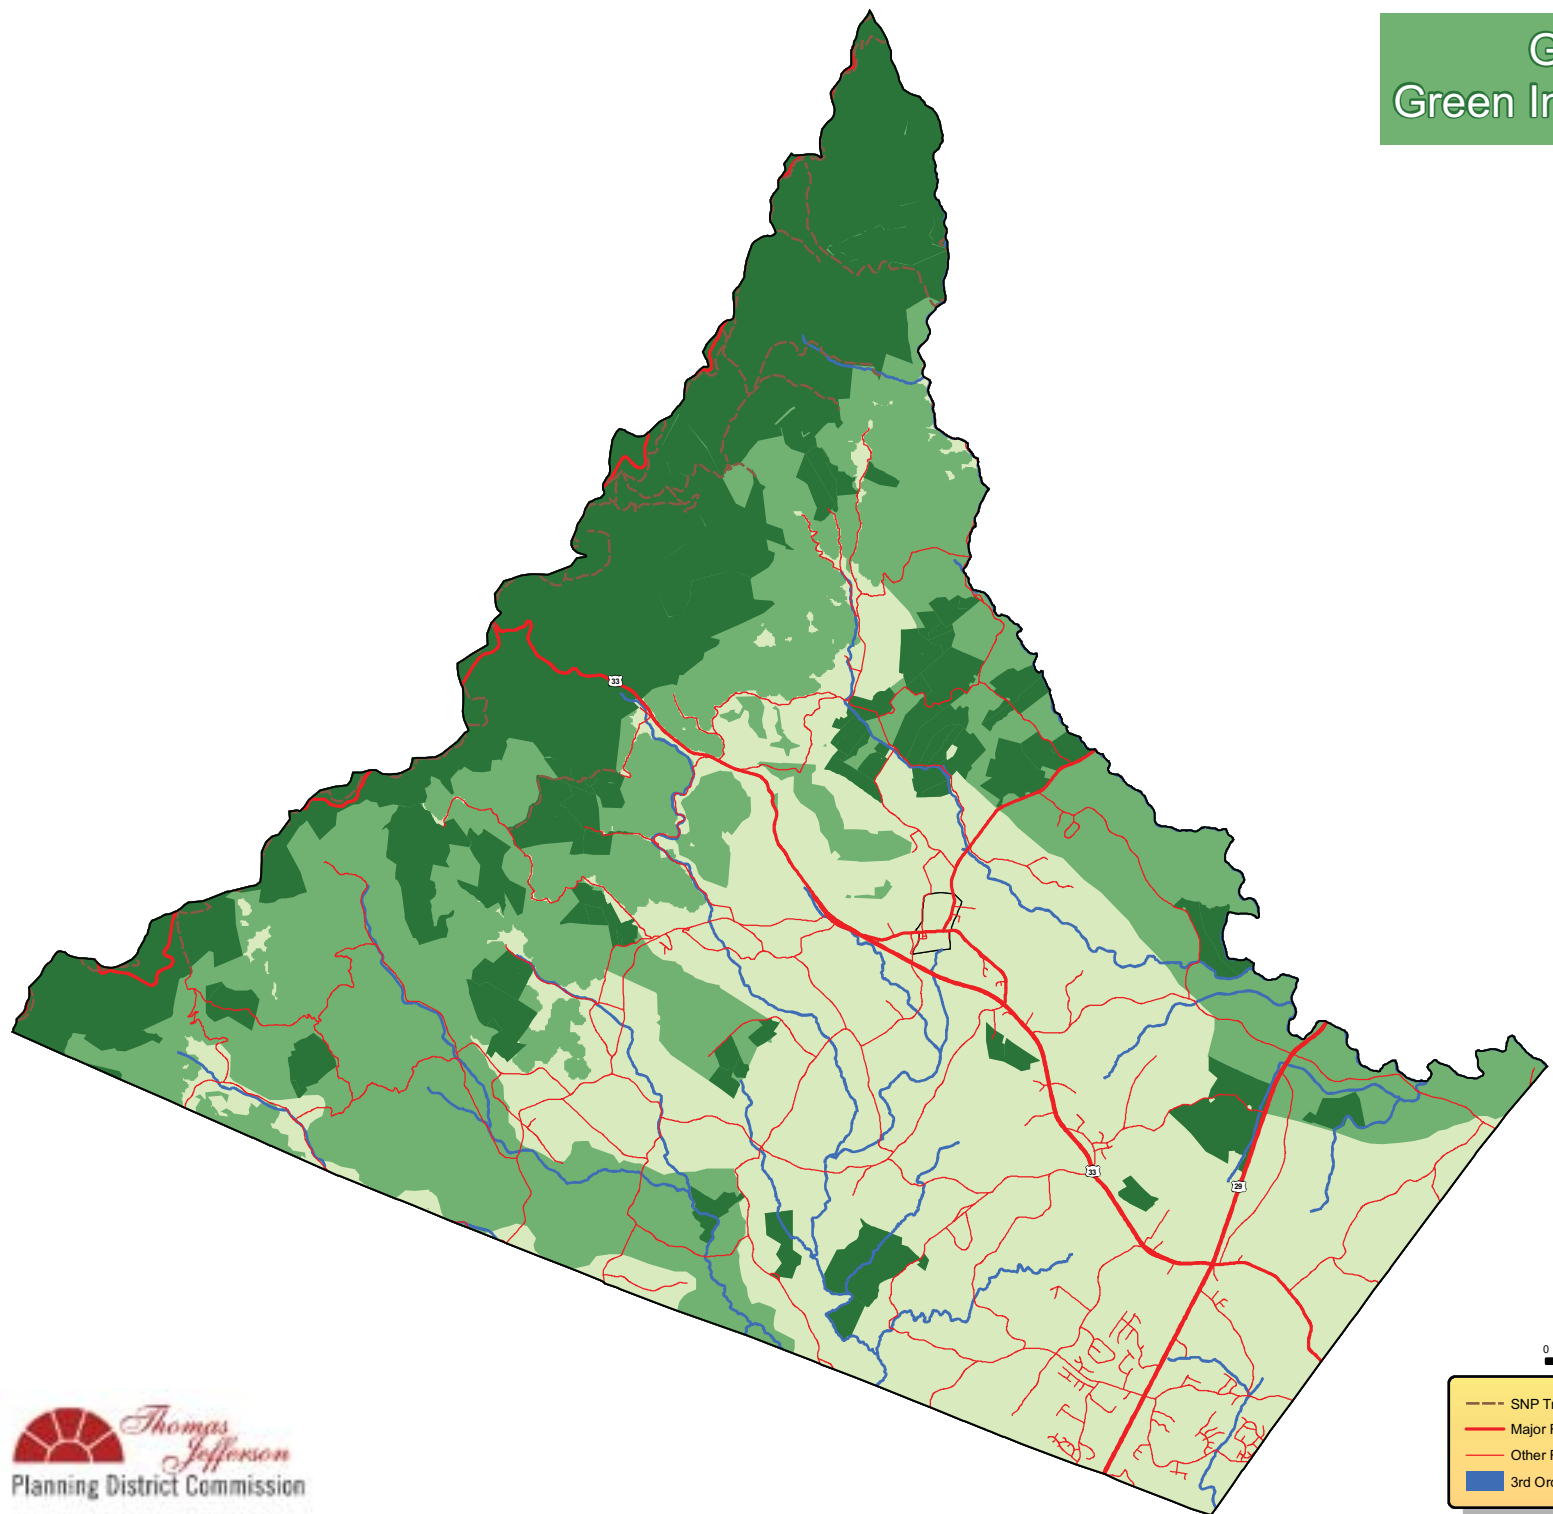 G
Green In
33
33
29
0
SNP Tr
Major R
Other R
3rd Ord
Thomas
Jefferson
Planning District Commission